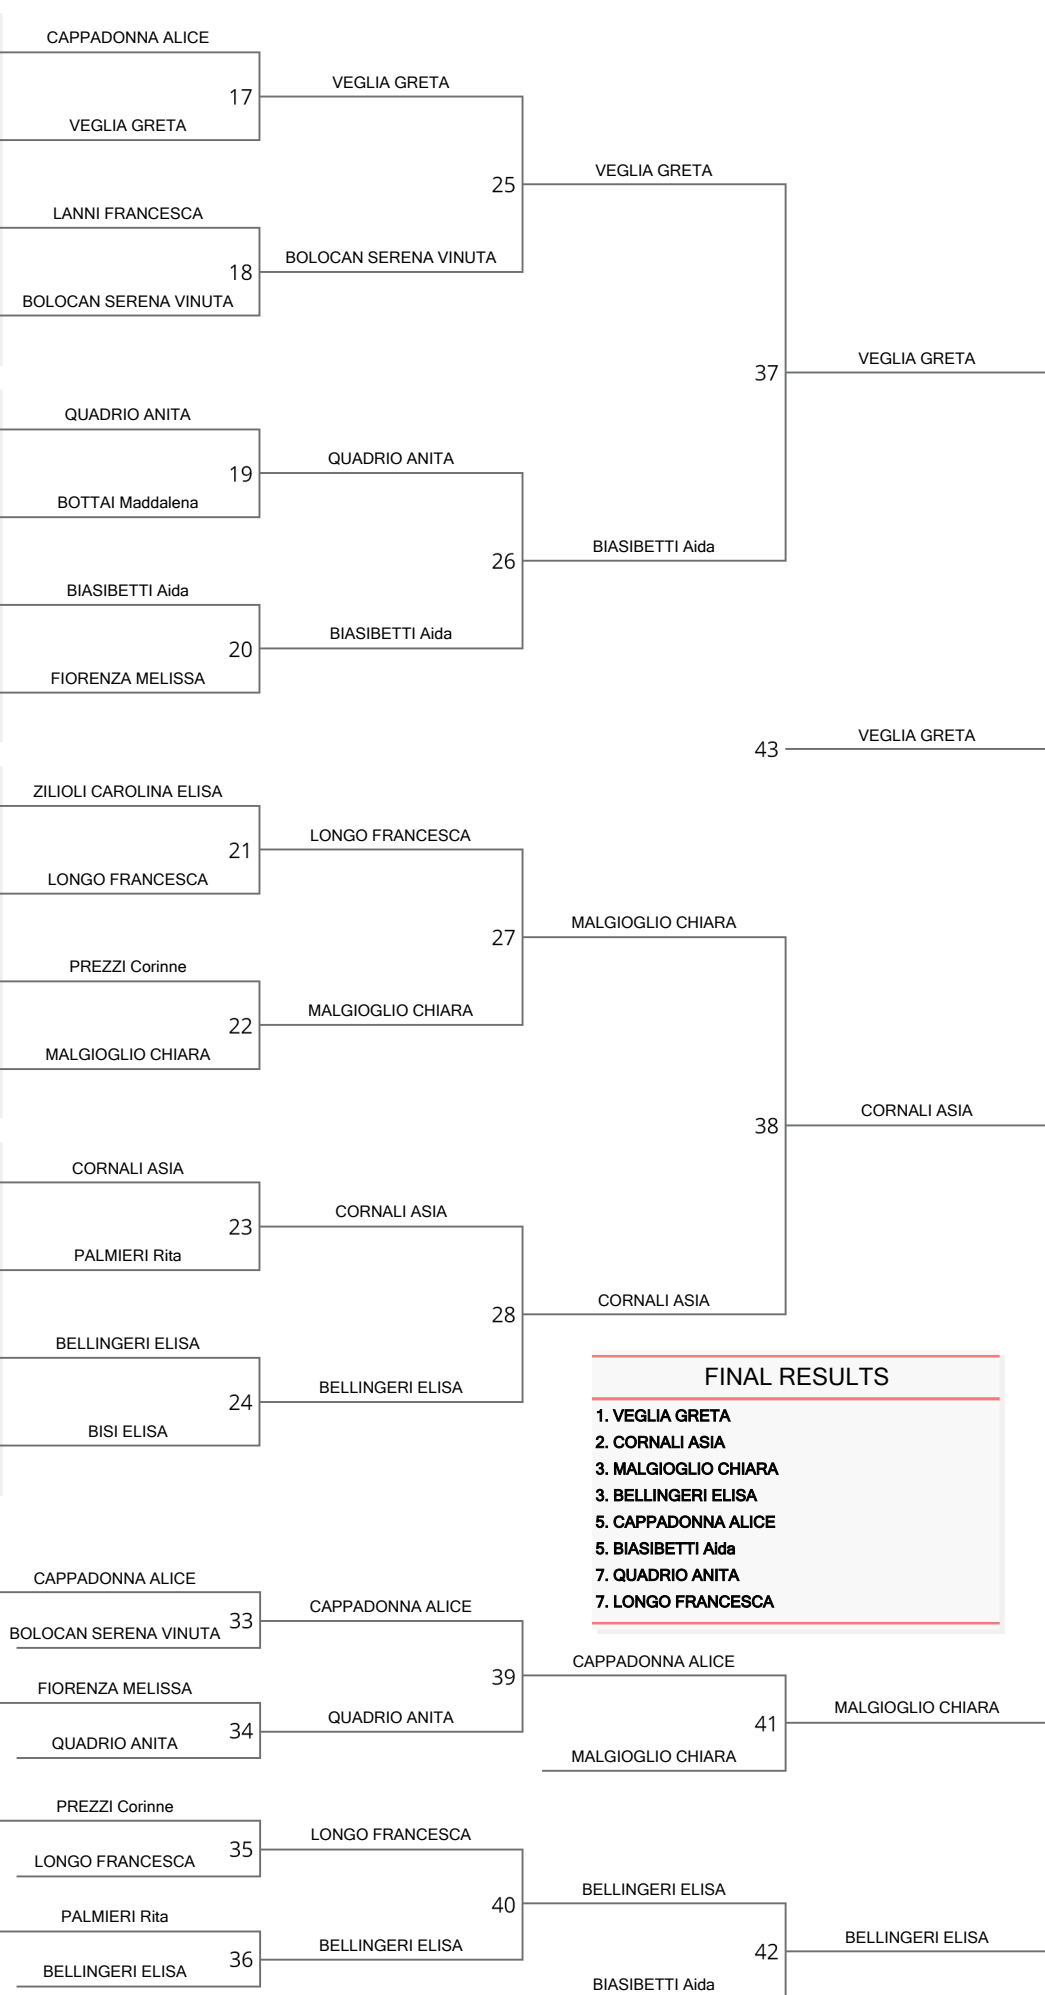 CAPPADONNA ALICE
VEGLIA GRETA
17
VEGLIA GRETA
VEGLIA GRETA
25
LANNI FRANCESCA
BOLOCAN SERENA VINUTA
18
BOLOCAN SERENA VINUTA
VEGLIA GRETA
37
QUADRIO ANITA
QUADRIO ANITA
19
BOTTAI Maddalena
BIASIBETTI Aida
26
BIASIBETTI Aida
BIASIBETTI Aida
20
FIORENZA MELISSA
VEGLIA GRETA
43
ZILIOLI CAROLINA ELISA
LONGO FRANCESCA
21
LONGO FRANCESCA
MALGIOGLIO CHIARA
27
PREZZI Corinne
MALGIOGLIO CHIARA
22
MALGIOGLIO CHIARA
CORNALI ASIA
38
CORNALI ASIA
CORNALI ASIA
23
PALMIERI Rita
CORNALI ASIA
28
BELLINGERI ELISA
BELLINGERI ELISA
24
BISI ELISA
FINAL RESULTS
1. VEGLIA GRETA
2. CORNALI ASIA
3. MALGIOGLIO CHIARA
3. BELLINGERI ELISA
5. CAPPADONNA ALICE
5. BIASIBETTI Aida
7. QUADRIO ANITA
7. LONGO FRANCESCA
CAPPADONNA ALICE
CAPPADONNA ALICE
33
BOLOCAN SERENA VINUTA
CAPPADONNA ALICE
39
FIORENZA MELISSA
QUADRIO ANITA
34
QUADRIO ANITA
MALGIOGLIO CHIARA
41
MALGIOGLIO CHIARA
PREZZI Corinne
LONGO FRANCESCA
35
LONGO FRANCESCA
BELLINGERI ELISA
40
PALMIERI Rita
BELLINGERI ELISA
36
BELLINGERI ELISA
BELLINGERI ELISA
42
BIASIBETTI Aida